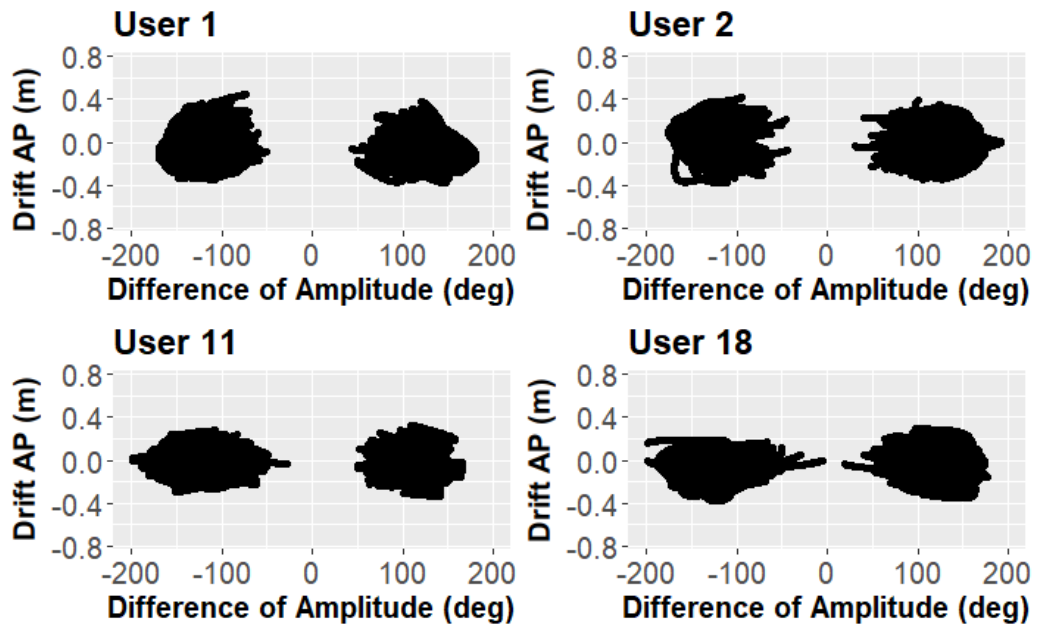 User 1
User 2
0.8
0.4
0.0
-0.4
-0.8
Drift AP (m)
-200 -100 0 100 200
Difference of Amplitude (deg)
0.8
0.4
0.0
-0.4
-0.8
Drift AP (m)
-200 -100 0 100 200
Difference of Amplitude (deg)
User 11
User 18
0.8
0.4
0.0
-0.4
-0.8
Drift AP (m)
-200 -100 0 100 200
Difference of Amplitude (deg)
0.8
0.4
0.0
-0.4
-0.8
Drift AP (m)
-200 -100 0 100 200
Difference of Amplitude (deg)